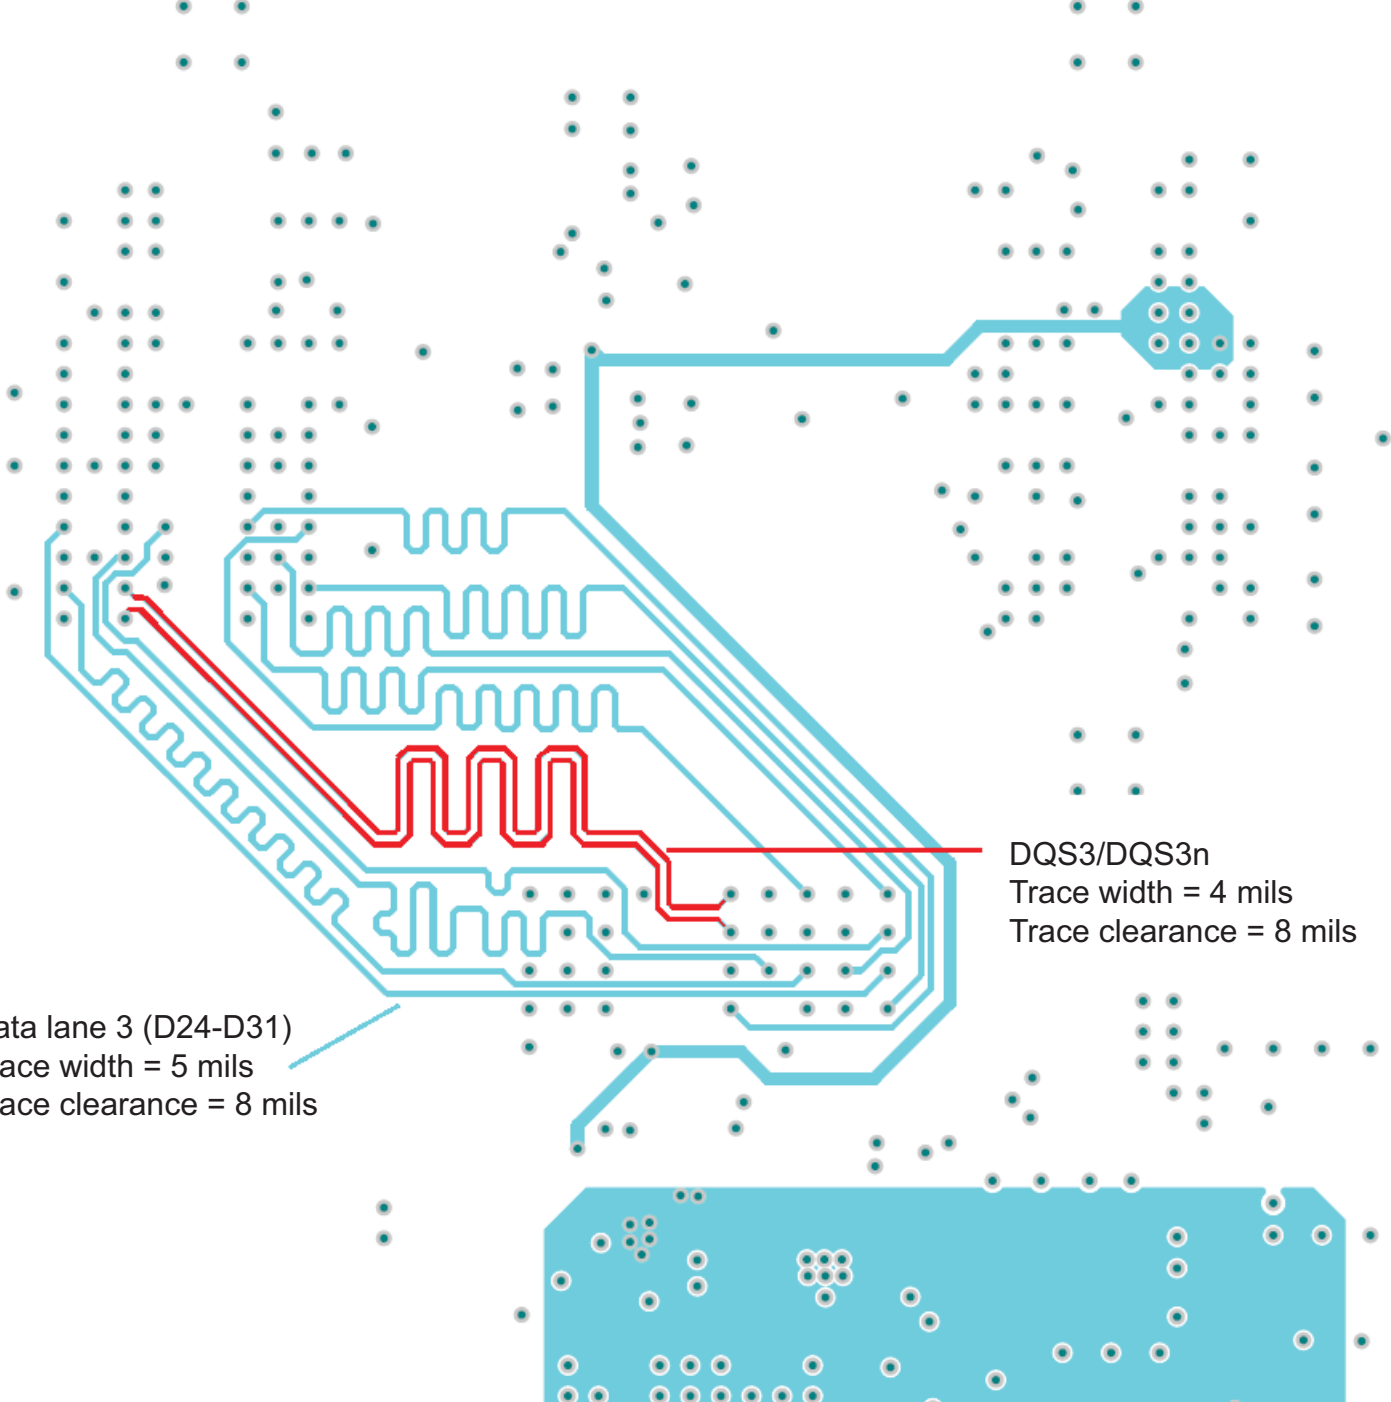 DQS3/DQS3n
Trace width = 4 mils
Trace clearance = 8 mils
ata lane 3 (D24-D31)
ace width = 5 mils
ace clearance = 8 mils